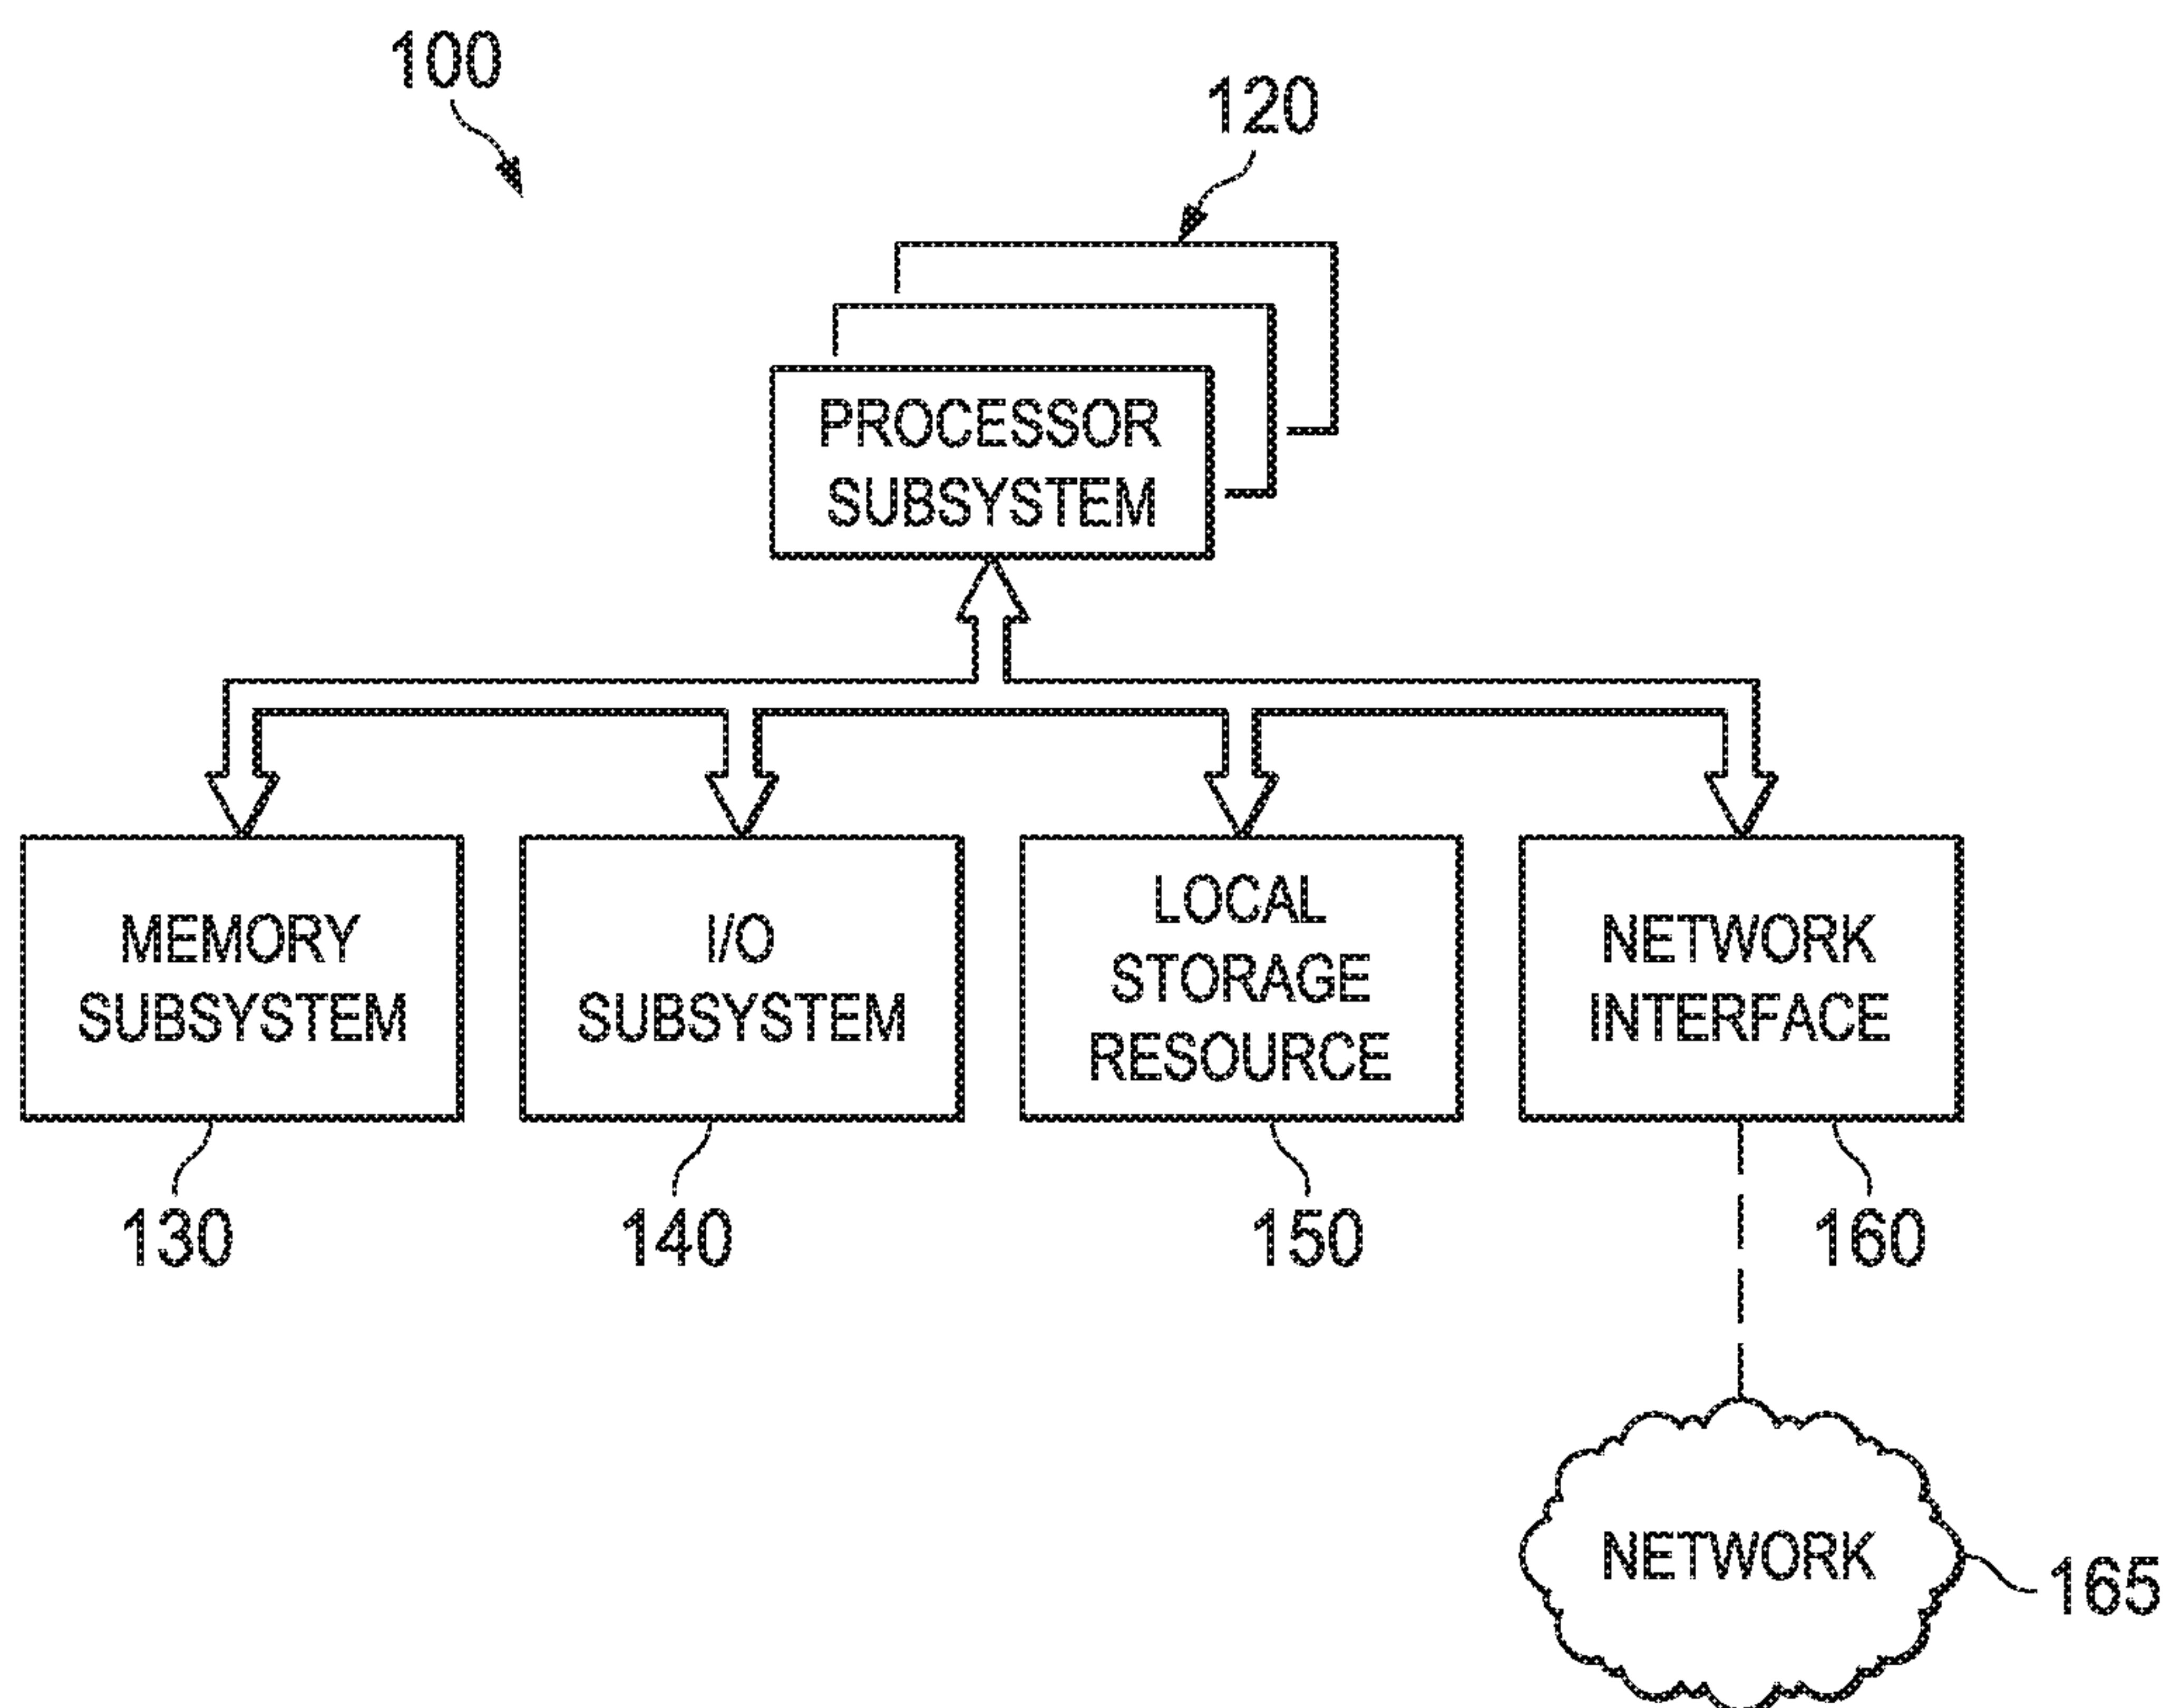 100
120
PROCESSOR
SUBSYSTEM
MEMORY
SUBSYSTEM
I/O
SUBSYSTEM
LOCAL
STORAGE
RESOURCE
NETWORK
INTERFACE
130
140
150
160
NETWORK
165